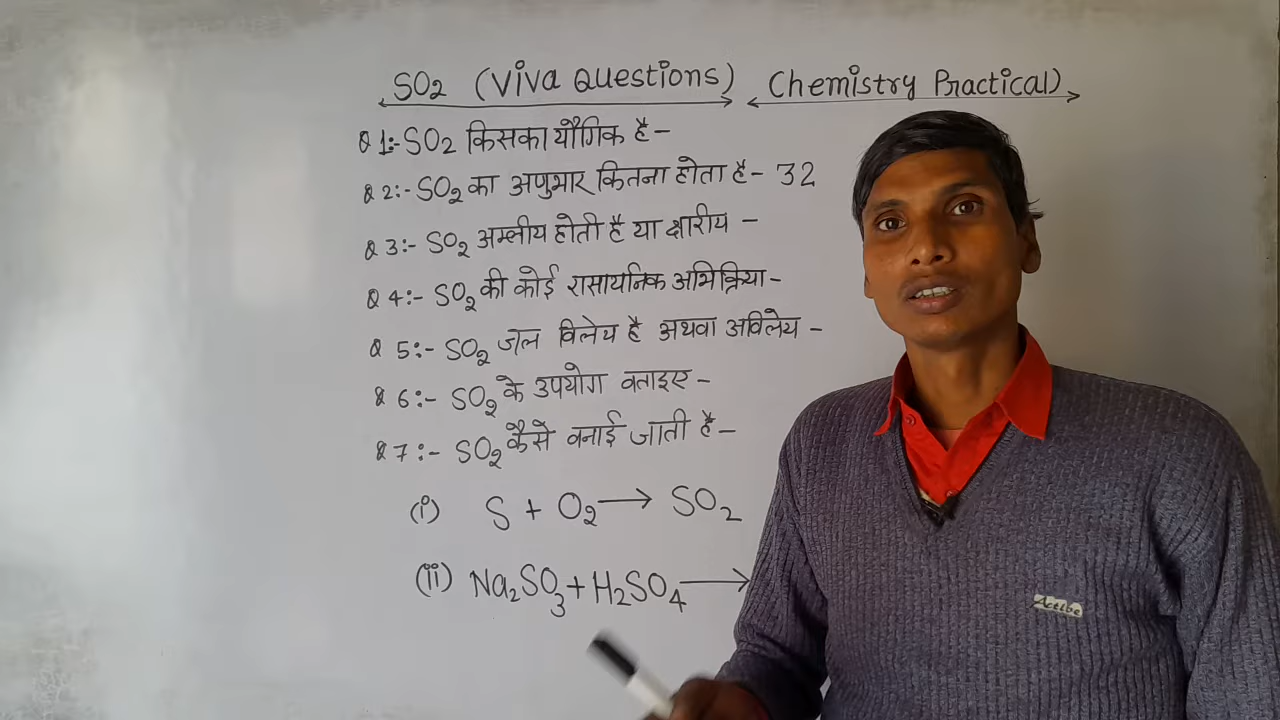 SO2 (Viva Questions) (Chemistry Practical)
Q 1:- SO2 किसका यौगिक है -
Q 2:- SO2 का अणुभार कितना होता है - 32
Q 3:- SO2 अम्लीय होती है या क्षारीय -
Q 4:- SO2 की कोई रासायनिक अभिक्रिया -
Q 5:- SO2 जल विलेय है अथवा अविलेय -
Q 6:- SO2 के उपयोग बताइए -
Q 7:- SO2 कैसे बनाई जाती है -
(i) S + O2 → SO2
(ii) Na2SO3 + H2SO4 →
Active